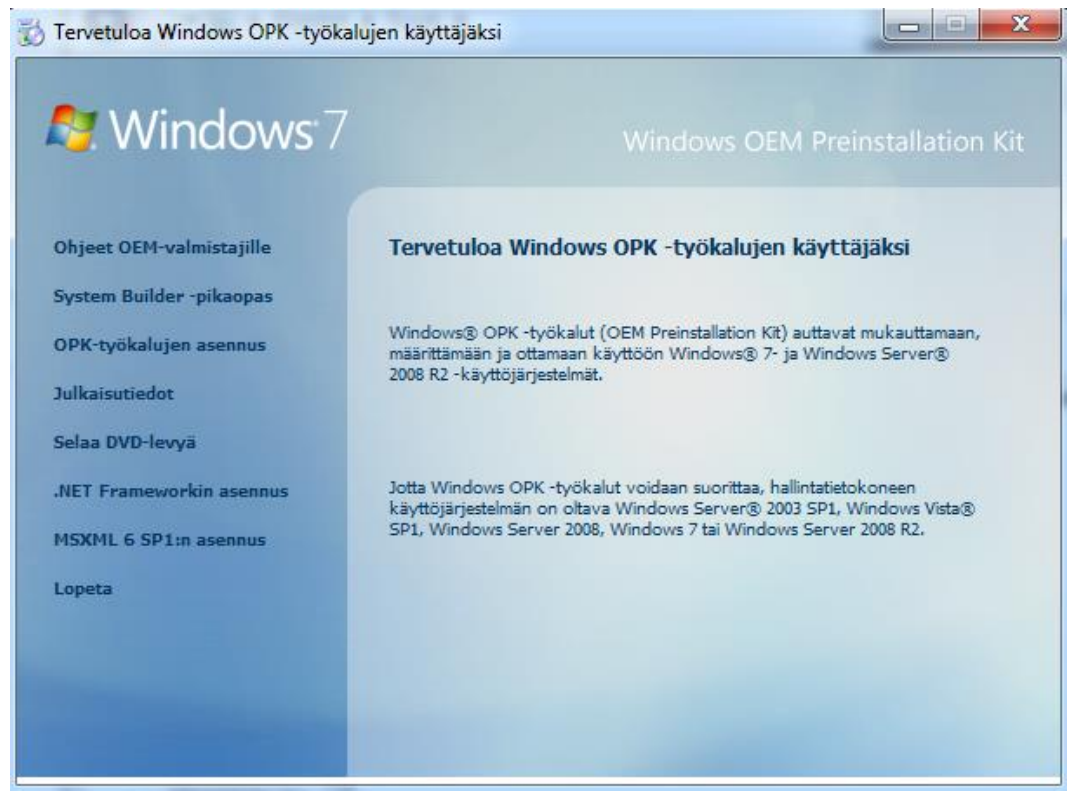 Tervetuloa Windows OPK -työkalujen käyttäjäksi
Windows 7
Windows OEM Preinstallation Kit
Ohjeet OEM-valmistajille
System Builder -pikaopas
OPK-työkalujen asennus
Julkaisutiedot
Selaa DVD-levyä
.NET Frameworkin asennus
MSXML 6 SP1:n asennus
Lopeta
Tervetuloa Windows OPK -työkalujen käyttäjäksi
Windows® OPK -työkalut (OEM Preinstallation Kit) auttavat mukauttamaan,
määrittämään ja ottamaan käyttöön Windows® 7- ja Windows Server®
2008 R2 -käyttöjärjestelmät.
Jotta Windows OPK -työkalut voidaan suorittaa, hallintatietokoneen
käyttöjärjestelmän on oltava Windows Server® 2003 SP1, Windows Vista®
SP1, Windows Server 2008, Windows 7 tai Windows Server 2008 R2.